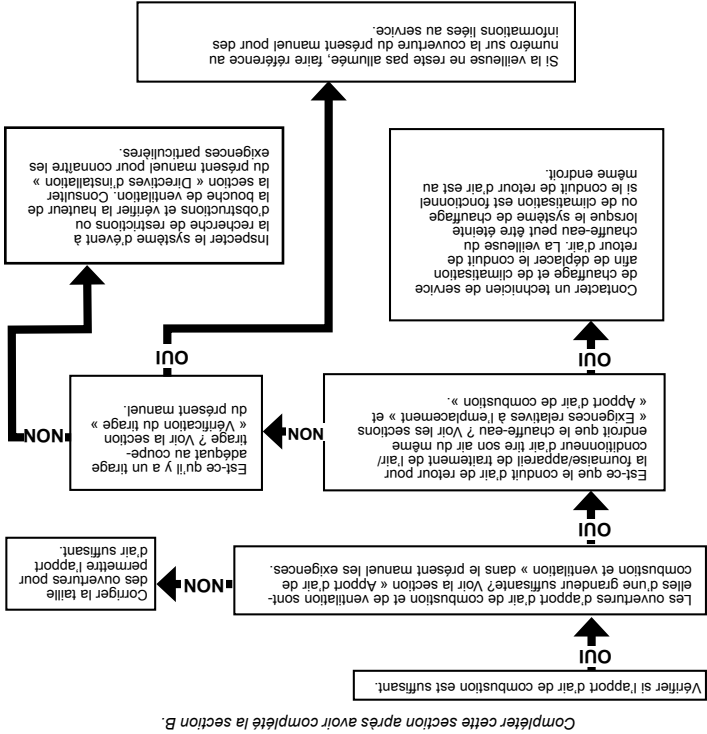 Compléter cette section après avoir complété la section B.
Vérifier si l'apport d'air de combustion est suffisant.
OUI
Les ouvertures d'apport d'air de combustion et de ventilation sont-
elles d'une grandeur suffisante? Voir la section « Apport d'air de
combustion et ventilation » dans le présent manuel les exigences.
NON
Corriger la taille
des ouvertures pour
permettre l'apport
d'air suffisant.
OUI
Est-ce que le conduit d'air de retour pour
la fournaise/appareil de traitement de l'air/
conditionneur d'air tire son air du même
endroit que le chauffe-eau ? Voir les sections
« Exigences relatives à l'emplacement » et
« Apport d'air de combustion ».
NON
Est-ce qu'il y a un tirage
adéquat au coupe-
tirage ? Voir la section
« Vérification du tirage »
du présent manuel.
NON
OUI
OUI
Contacter un technicien de service
de chauffage et de climatisation
afin de déplacer le conduit de
retour d'air. La veilleuse du
chauffe-eau peut être éteinte
lorsque le système de chauffage
ou de climatisation est fonctionnel
si le conduit de retour d'air est au
même endroit.
Inspecter le système d'évent à
la recherche de restrictions ou
d'obstructions et vérifier la hauteur de
la bouche de ventilation. Consulter
la section « Directives d'installation »
du présent manuel pour connaître les
exigences particulières.
Si la veilleuse ne reste pas allumée, faire référence au
numéro sur la couverture du présent manuel pour des
informations liées au service.